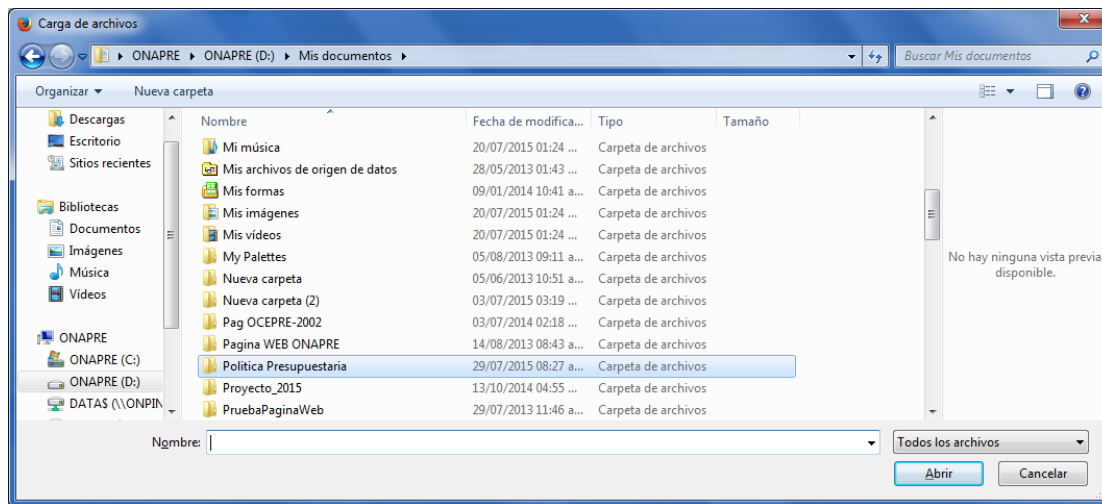 Carga de archivos
ONAPRE ▸ ONAPRE (D:) ▸ Mis documentos ▸
Buscar Mis documentos
Organizar Nueva carpeta
Descargas
Escritorio
Sitios recientes
Bibliotecas
Documentos
Imágenes
Música
Vídeos
ONAPRE
ONAPRE (C:)
ONAPRE (D:)
DATA$ (\\ONPIN
Nombre Fecha de modifica... Tipo Tamaño
Mi música 20/07/2015 01:24 ... Carpeta de archivos
Mis archivos de origen de datos 28/05/2013 01:43 ... Carpeta de archivos
Mis formas 09/01/2014 10:41 a... Carpeta de archivos
Mis imágenes 20/07/2015 01:24 ... Carpeta de archivos
Mis vídeos 20/07/2015 01:24 ... Carpeta de archivos
My Palettes 05/08/2013 09:11 a... Carpeta de archivos
Nueva carpeta 05/06/2013 10:51 a... Carpeta de archivos
Nueva carpeta (2) 03/07/2015 03:19 ... Carpeta de archivos
Pag OCEPRE-2002 03/07/2014 02:18 ... Carpeta de archivos
Pagina WEB ONAPRE 14/08/2013 08:43 a... Carpeta de archivos
Politica Presupuestaria 29/07/2015 08:27 a... Carpeta de archivos
Proyecto_2015 13/10/2014 04:55 ... Carpeta de archivos
PruebaPaginaWeb 29/07/2013 11:46 a... Carpeta de archivos
No hay ninguna vista previa
disponible.
Nombre:
Todos los archivos
Abrir Cancelar